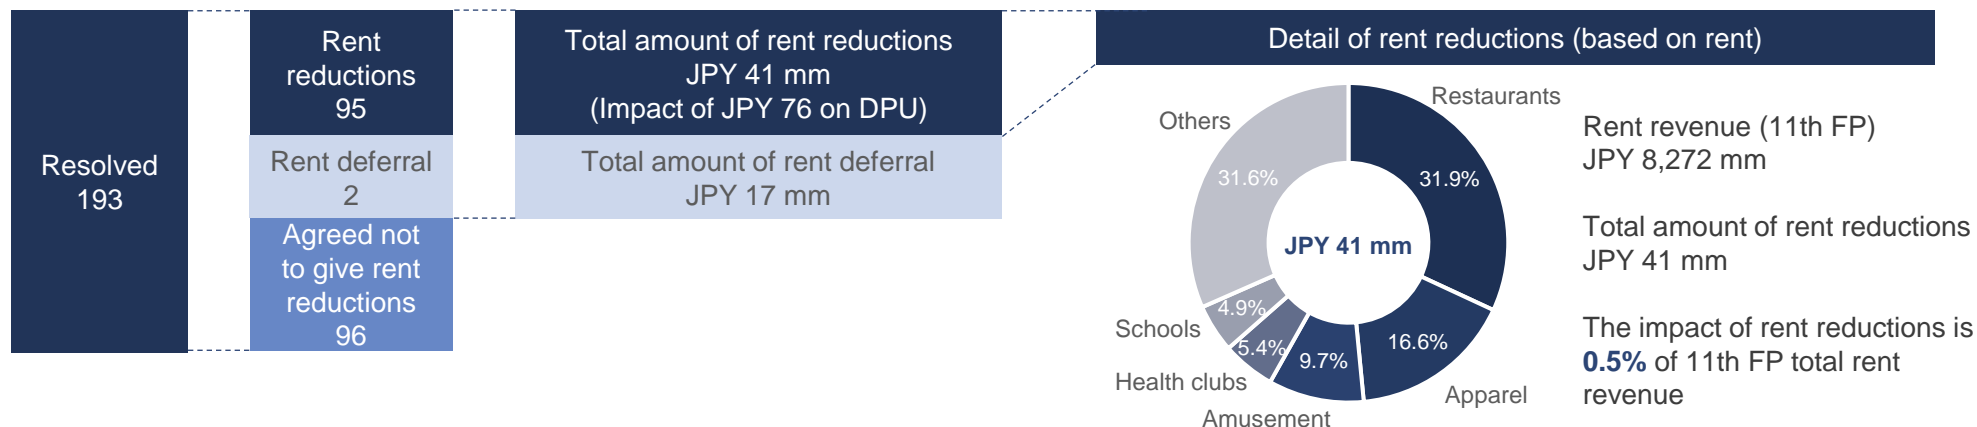 Resolved
193
Rent
reductions
95
Rent deferral
2
Agreed not
to give rent
reductions
96
Total amount of rent reductions
JPY 41 mm
(Impact of JPY 76 on DPU)
Total amount of rent deferral
JPY 17 mm
Detail of rent reductions (based on rent)
Restaurants
31.9%
Apparel
16.6%
Amusement
9.7%
Health clubs
5.4%
Schools
4.9%
Others
31.6%
JPY 41 mm
Rent revenue (11th FP)
JPY 8,272 mm
Total amount of rent reductions
JPY 41 mm
The impact of rent reductions is
0.5% of 11th FP total rent
revenue